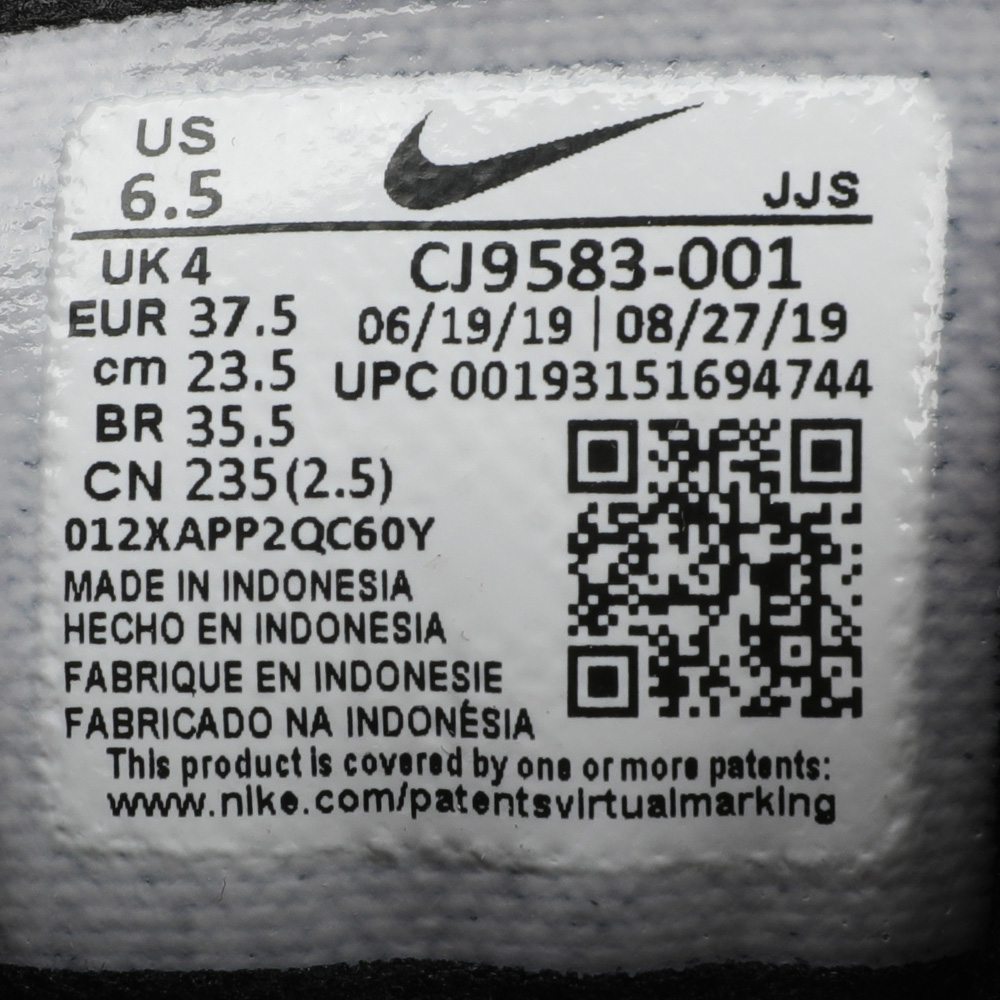 US
6.5
JJS
UK 4
CJ9583-001
EUR 37.5
06/19/19 | 08/27/19
cm 23.5
UPC 00193151694744
BR 35.5
CN 235(2.5)
012XAPP2QC60Y
MADE IN INDONESIA
HECHO EN INDONESIA
FABRIQUE EN INDONESIE
FABRICADO NA INDONÉSIA
This product is covered by one or more patents:
www.nike.com/patentsvirtualmarking